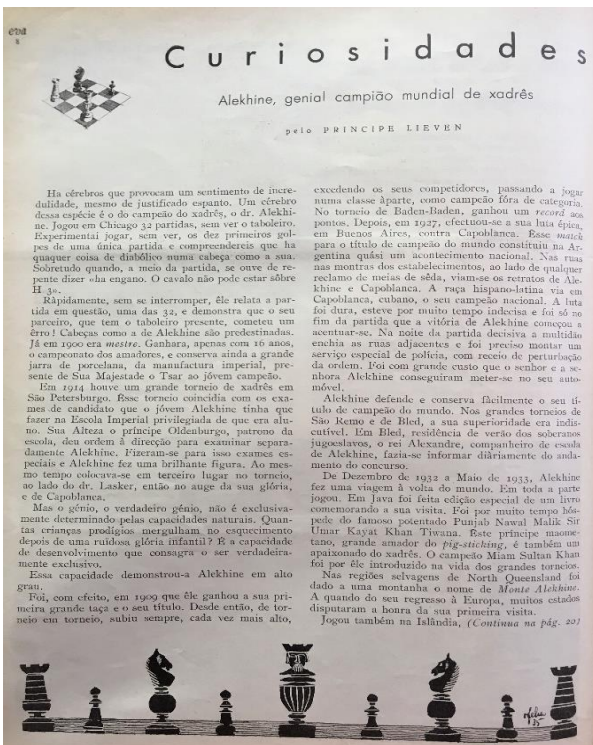 eva
8
Curiosidades
Alekhine, genial campião mundial de xadrês
pelo PRINCIPE LIEVEN
Ha cérebros que provocam um sentimento de incre-
dulidade, mesmo de justificado espanto. Um cérebro
dessa espécie é o do campeão do xadrês, o dr. Alekhi-
ne. Jogou em Chicago 32 partidas, sem ver o taboleiro.
Experimentai jogar, sem ver, os dez primeiros gol-
pes de uma única partida e compreendereis que ha
qualquer coisa de diabólico numa cabeça como a sua.
Sobretudo quando, a meio da partida, se ouve de re-
pente dizer «ha engano. O cavalo não pode estar sôbre
H 3».
Ràpidamente, sem se interromper, êle relata a par-
tida em questão, uma das 32, e demonstra que o seu
parceiro, que tem o taboleiro presente, cometeu um
êrro! Cabeças como a de Alekhine são predestinadas.
Já em 1900 era mestre. Ganhara, apenas com 16 anos,
o campeonato dos amadores, e conserva ainda a grande
jarra de porcelana, da manufactura imperial, pre-
sente de Sua Majestade o Tsar ao jóvem campeão.
Em 1914 houve um grande torneio de xadrês em
São Petersburgo. Esse torneio coincidia com os exa-
mes de candidato que o jóvem Alekhine tinha que
fazer na Escola Imperial privilegiada de que era alu-
no. Sua Alteza o príncipe Oldenburgo, patrono da
escola, deu ordem à direcção para examinar separa-
damente Alekhine. Fizeram-se para isso exames es-
peciais e Alekhine fez uma brilhante figura. Ao mes-
mo tempo colocava-se em terceiro lugar no torneio,
ao lado do dr. Lasker, então no auge da sua glória,
e de Capoblanca.
Mas o génio, o verdadeiro génio, não é exclusiva-
mente determinado pelas capacidades naturais. Quan-
tas crianças prodígios mergulham no esquecimento
depois de uma ruidosa glória infantil? É a capacidade
de desenvolvimento que consagra o ser verdadeira-
mente exclusivo.
Essa capacidade demonstrou-a Alekhine em alto
grau.
Foi, com efeito, em 1909 que êle ganhou a sua pri-
meira grande taça e o seu título. Desde então, de tor-
neio em torneio, subiu sempre, cada vez mais alto,
excedendo os seus competidores, passando a jogar
numa classe àparte, como campeão fóra de categoria.
No torneio de Baden-Baden, ganhou um record aos
pontos. Depois, em 1927, efectuou-se a sua luta épica,
em Buenos Aires, contra Capoblanca. Esse match
para o título de campeão do mundo constituiu na Ar-
gentina quási um acontecimento nacional. Nas ruas
nas montras dos estabelecimentos, ao lado de qualquer
reclamo de meias de sêda, viam-se os retratos de Ale-
khine e Capoblanca. A raça hispano-latina via em
Capoblanca, cubano, o seu campeão nacional. A luta
foi dura, esteve por muito tempo indecisa e foi só no
fim da partida que a vitória de Alekhine começou a
acentuar-se. Na noite da partida decisiva a multidão
enchia as ruas adjacentes e foi preciso montar um
serviço especial de polícia, com receio de perturbação
da ordem. Foi com grande custo que o senhor e a se-
nhora Alekhine conseguiram meter-se no seu auto-
móvel.
Alekhine defende e conserva fàcilmente o seu tí-
tulo de campeão do mundo. Nos grandes torneios de
São Remo e de Bled, a sua superioridade era indis-
cutível. Em Bled, residência de verão dos soberanos
jugoeslavos, o rei Alexandre, companheiro de escola
de Alekhine, fazia-se informar diàriamente do anda-
mento do concurso.
De Dezembro de 1932 a Maio de 1933, Alekhine
fez uma viagem à volta do mundo. Em toda a parte
jogou. Em Java foi feita edição especial de um livro
comemorando a sua visita. Foi por muito tempo hós-
pede do famoso potentado Punjab Nawal Malik Sir
Umar Kayat Khan Tiwana. Éste príncipe maome-
tano, grande amador do pig-sticking, é também um
apaixonado do xadrês. O campeão Miam Sultan Khan
foi por êle introduzido na vida dos grandes torneios.
Nas regiões selvagens de North Queensland foi
dado a uma montanha o nome de Monte Alekhine.
A quando do seu regresso à Europa, muitos estados
disputaram a honra da sua primeira visita.
Jogou também na Islândia, (Continua na pág. 20)
ofelia
35